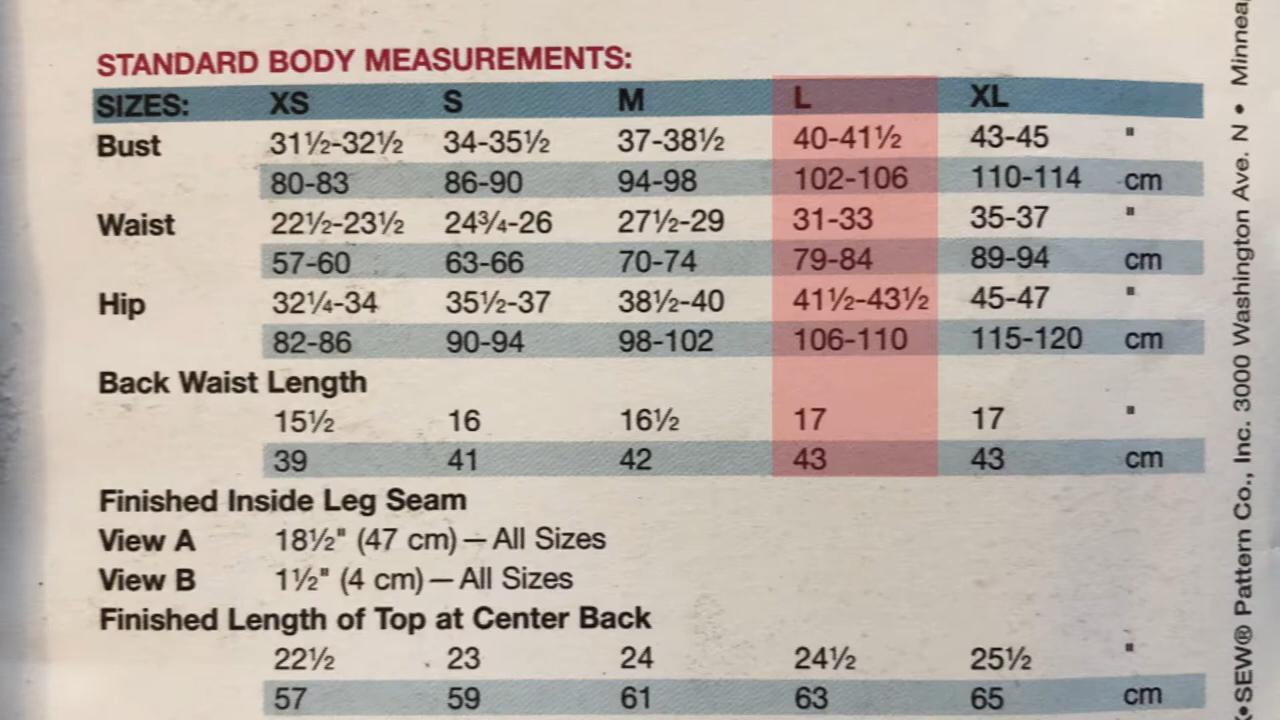 STANDARD BODY MEASUREMENTS:
SIZES: XS S M L XL
Bust 31½-32½ 34-35½ 37-38½ 40-41½ 43-45 "
80-83 86-90 94-98 102-106 110-114 cm
Waist 22½-23½ 24¾-26 27½-29 31-33 35-37 "
57-60 63-66 70-74 79-84 89-94 cm
Hip 32¼-34 35½-37 38½-40 41½-43½ 45-47 "
82-86 90-94 98-102 106-110 115-120 cm
Back Waist Length
15½ 16 16½ 17 17 "
39 41 42 43 43 cm
Finished Inside Leg Seam
View A 18½" (47 cm) — All Sizes
View B 1½" (4 cm) — All Sizes
Finished Length of Top at Center Back
22½ 23 24 24½ 25½ "
57 59 61 63 65 cm
•SEW® Pattern Co., Inc. 3000 Washington Ave. N •